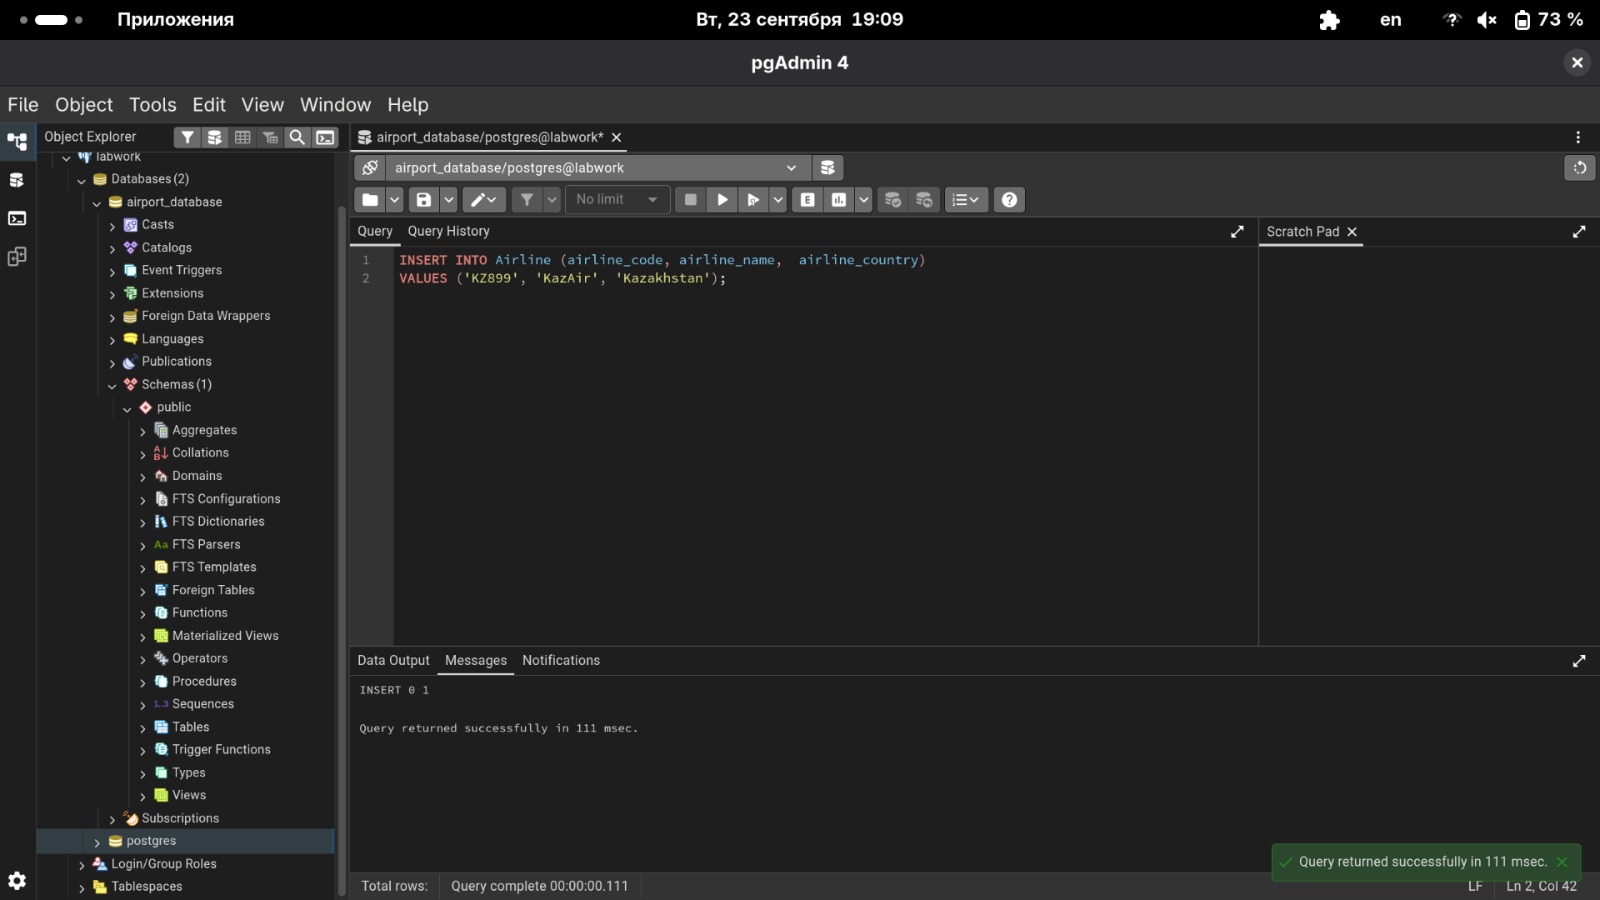 Приложения
Вт, 23 сентября 19:09
en
73 %
pgAdmin 4
File Object Tools Edit View Window Help
Object Explorer
airport_database/postgres@labwork*
labwork
Databases (2)
airport_database
Casts
Catalogs
Event Triggers
Extensions
Foreign Data Wrappers
Languages
Publications
Schemas (1)
public
Aggregates
Collations
Domains
FTS Configurations
FTS Dictionaries
Aa FTS Parsers
FTS Templates
Foreign Tables
Functions
Materialized Views
Operators
Procedures
1..3 Sequences
Tables
Trigger Functions
Types
Views
Subscriptions
postgres
Login/Group Roles
Tablespaces
airport_database/postgres@labwork
No limit
E
Query Query History
Scratch Pad
1 INSERT INTO Airline (airline_code, airline_name,  airline_country)
2 VALUES ('KZ899', 'KazAir', 'Kazakhstan');
Data Output Messages Notifications
INSERT 0 1
Query returned successfully in 111 msec.
Query returned successfully in 111 msec.
Total rows: Query complete 00:00:00.111
LF Ln 2, Col 42